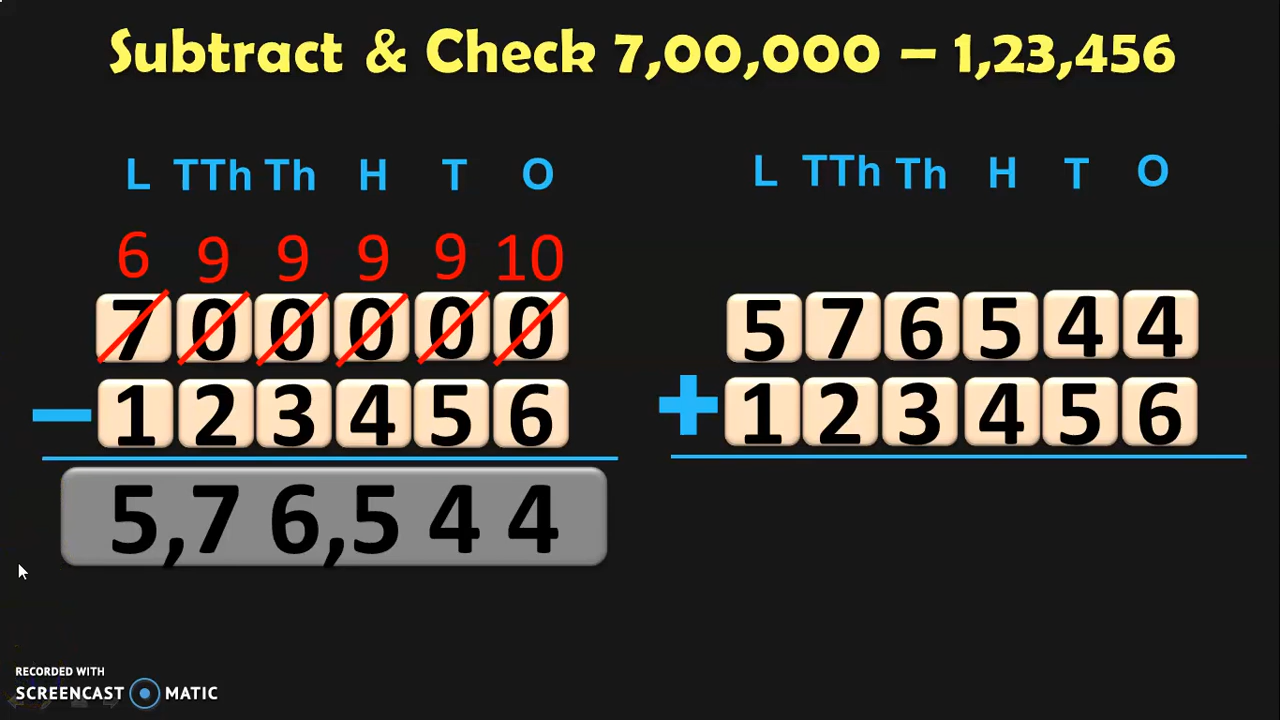 Subtract & Check 7,00,000 – 1,23,456
L TTh Th H T O
6 9 9 9 9 10
7 0 0 0 0 0
– 1 2 3 4 5 6
5,7 6,5 4 4
L TTh Th H T O
5 7 6 5 4 4
+ 1 2 3 4 5 6
RECORDED WITH
SCREENCAST MATIC